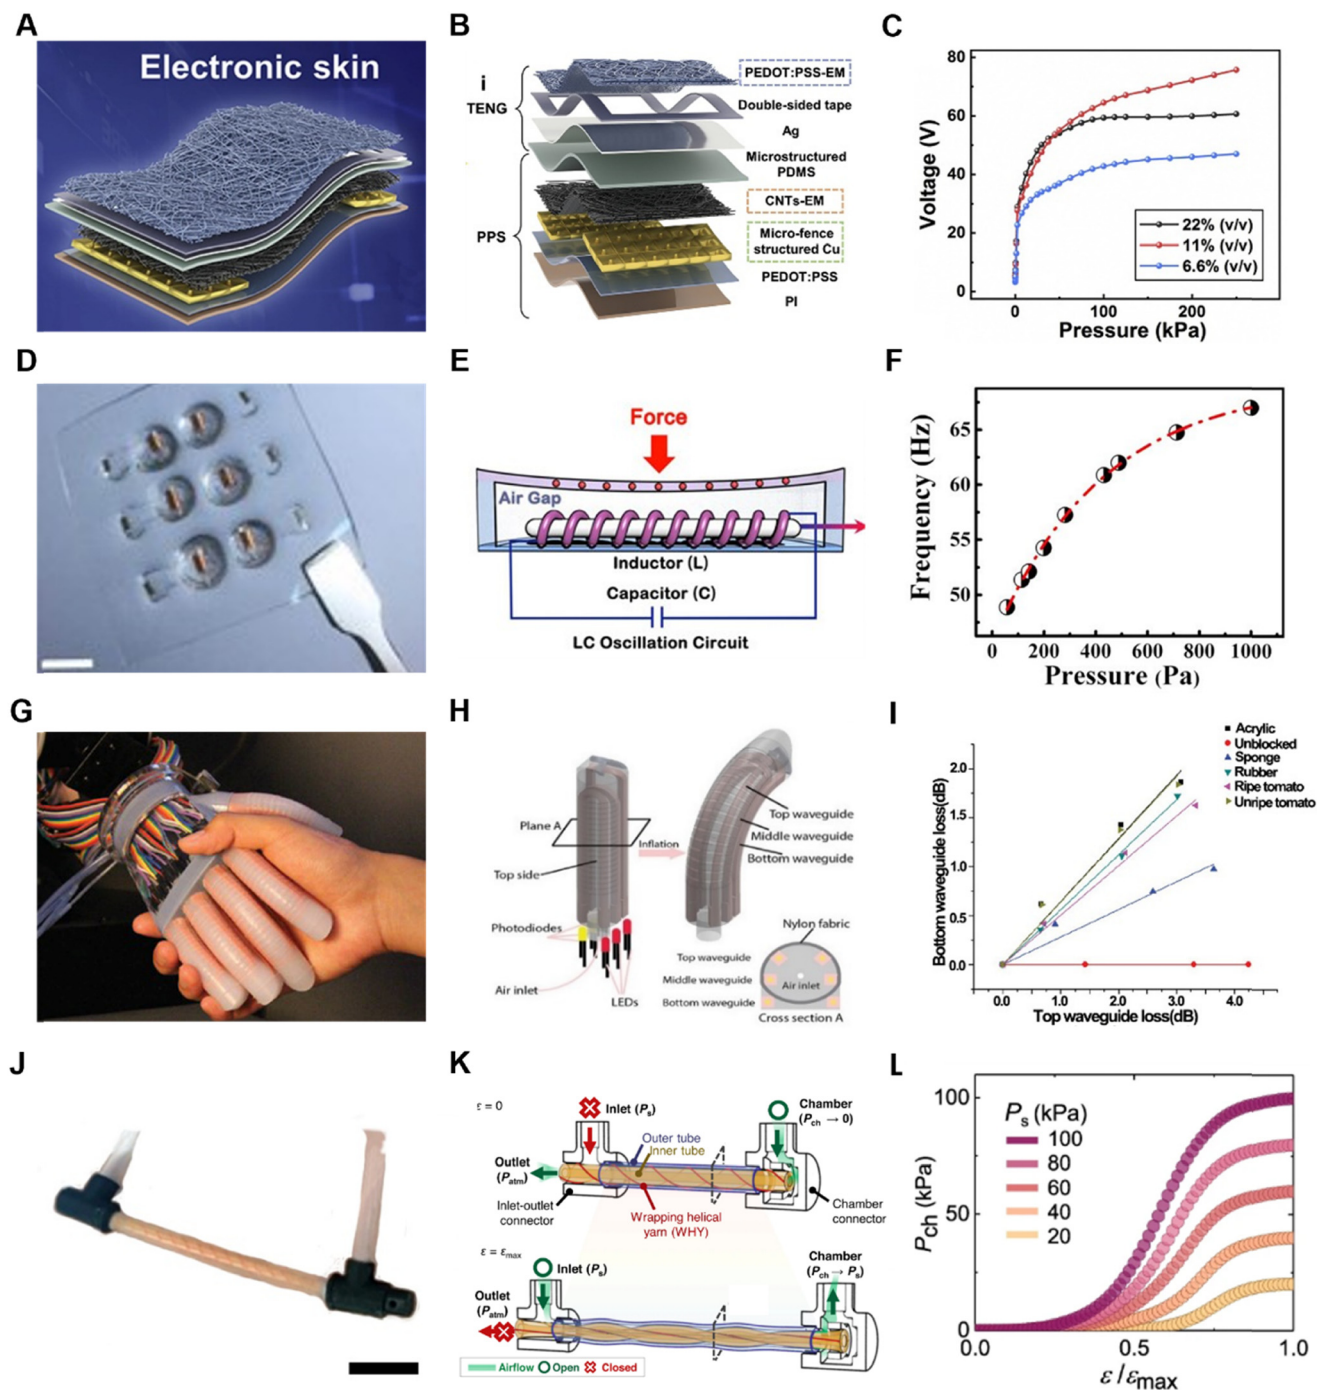 A
Electronic skin
B
i
TENG
PPS
PEDOT:PSS-EM
Double-sided tape
Ag
Microstructured
PDMS
CNTs-EM
Micro-fence
structured Cu
PEDOT:PSS
PI
C
Voltage (V)
80
60
40
20
0
22% (v/v)
11% (v/v)
6.6% (v/v)
0
100
200
Pressure (kPa)
D
E
Force
Air Gap
Inductor (L)
Capacitor (C)
LC Oscillation Circuit
F
Frequency (Hz)
65
60
55
50
0 200 400 600 800 1000
Pressure (Pa)
G
H
Plane A
Top side
Inflation
Top waveguide
Middle waveguide
Bottom waveguide
Photodiodes
Air inlet
LEDs
Nylon fabric
Top waveguide
Middle waveguide
Bottom waveguide
Air inlet
Cross section A
I
Acrylic
Unblocked
Sponge
Rubber
Ripe tomato
Unripe tomato
Bottom waveguide loss(dB)
2.0
1.5
1.0
0.5
0.0
0.0 1.0 2.0 3.0 4.0
Top waveguide loss(dB)
J
K
ε = 0
Inlet (Ps)
Chamber
(Pch → 0)
Outer tube
Inner tube
Outlet
(Patm)
Inlet-outlet
connector
Wrapping helical
yarn (WHY)
Chamber
connector
ε = εmax
Inlet (Ps)
Chamber
(Pch → Ps)
Outlet
(Patm)
Airflow Open Closed
L
Pch (kPa)
100
50
0
Ps (kPa)
100
80
60
40
20
0 0.5 1.0
ε/εmax